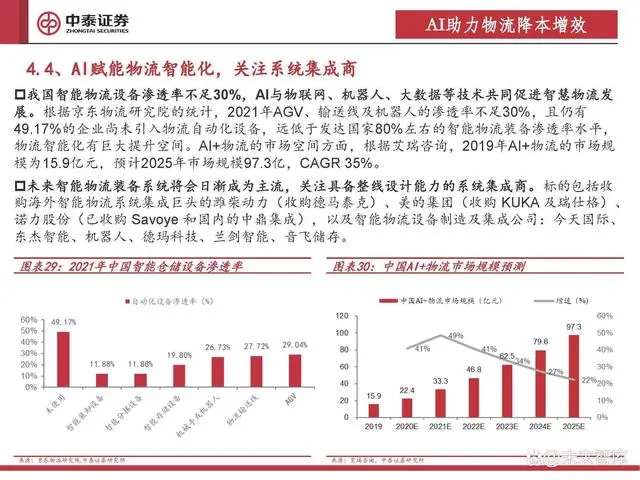 中泰证券
ZHONGTAI SECURITIES
AI助力物流降本增效
4.4、AI赋能物流智能化，关注系统集成商
□我国智能物流设备渗透率不足30%，AI与物联网、机器人、大数据等技术共同促进智慧物流发
展。根据京东物流研究院的统计，2021年AGV、输送线及机器人的渗透率不足30%，且仍有
49.17%的企业尚未引入物流自动化设备，远低于发达国家80%左右的智能物流装备渗透率水平，
物流智能化有巨大提升空间。AI+物流的市场空间方面，根据艾瑞咨询，2019年AI+物流的市场规
模为15.9亿元，预计2025年市场规模97.3亿，CAGR 35%。
□未来智能物流装备系统将会日渐成为主流，关注具备整线设计能力的系统集成商。标的包括收
购海外智能物流系统集成巨头的潍柴动力（收购德马泰克）、美的集团（收购 KUKA 及瑞仕格）、
诺力股份（已收购 Savoye 和国内的中鼎集成），以及智能物流设备制造及集成公司：今天国际、
东杰智能、机器人、德玛科技、兰剑智能、音飞储存。
图表29：2021年中国智能仓储设备渗透率
自动化设备渗透率（%）
60%
50%
40%
30%
20%
10%
0%
49.17%
11.88%
11.88%
19.80%
26.73%
27.72%
29.04%
未使用
智能装卸设备
智能分拣设备
智能存储设备
机械手及机器人
物流输送线
AGV
来源：京东物流研究院,中泰证券研究所
图表30：中国AI+物流市场规模预测
中国AI+物流市场规模（亿元）
增速（%）
120
100
80
60
40
20
0
15.9
22.4
33.3
46.8
62.5
79.6
97.3
41%
49%
41%
34%
27%
22%
60%
50%
40%
30%
20%
10%
0%
2019
2020E
2021E
2022E
2023E
2024E
2025E
来源：艾瑞咨询，中泰证券研究所
@未来智库